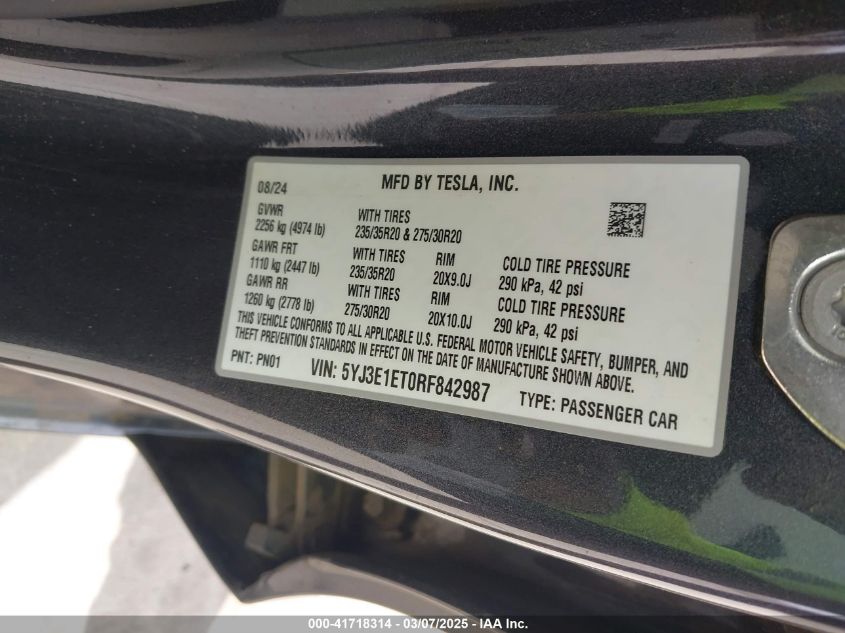 08/24 MFD BY TESLA, INC.
GVWR WITH TIRES
2256 kg (4974 lb) 235/35R20 & 275/30R20
GAWR FRT WITH TIRES RIM COLD TIRE PRESSURE
1110 kg (2447 lb) 235/35R20 20X9.0J 290 kPa, 42 psi
GAWR RR WITH TIRES RIM COLD TIRE PRESSURE
1260 kg (2778 lb) 275/30R20 20X10.0J 290 kPa, 42 psi
THIS VEHICLE CONFORMS TO ALL APPLICABLE U.S. FEDERAL MOTOR VEHICLE SAFETY, BUMPER, AND
THEFT PREVENTION STANDARDS IN EFFECT ON THE DATE OF MANUFACTURE SHOWN ABOVE.
PNT: PN01 VIN: 5YJ3E1ET0RF842987 TYPE: PASSENGER CAR
000-41718314 - 03/07/2025 - IAAI.com